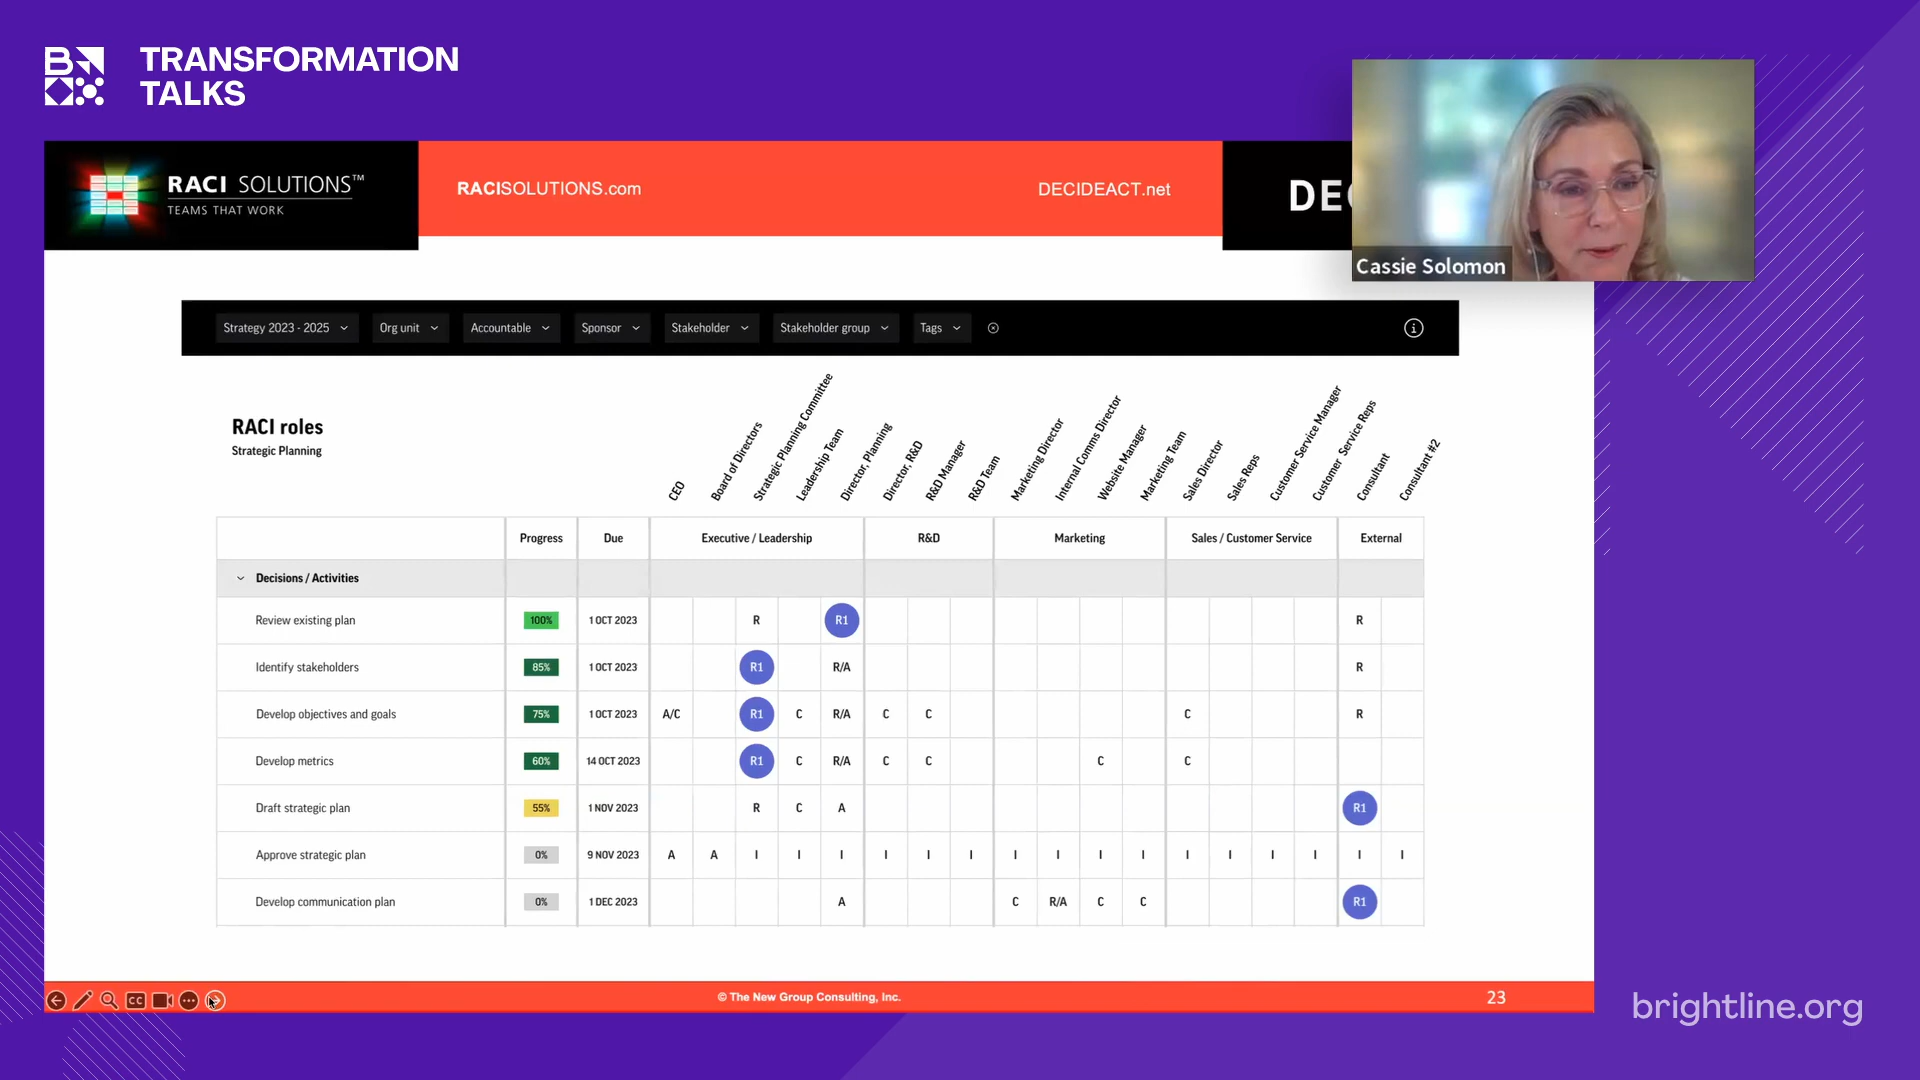 TRANSFORMATION
TALKS
RACI SOLUTIONS™
TEAMS THAT WORK
RACISOLUTIONS.com
DECIDEACT.net
Cassie Solomon
Strategy 2023 - 2025
Org unit
Accountable
Sponsor
Stakeholder
Stakeholder group
Tags
RACI roles
Strategic Planning
CEO
Board of Directors
Strategic Planning Committee
Leadership Team
Director, Planning
Director, R&D
R&D Manager
R&D Team
Marketing Director
Internal Comms Director
Website Manager
Marketing Team
Sales Director
Sales Reps
Customer Service Manager
Customer Service Reps
Consultant
Consultant #2
Progress Due Executive / Leadership R&D Marketing Sales / Customer Service External
Decisions / Activities
Review existing plan 100% 1 OCT 2023 R R1 R
Identify stakeholders 85% 1 OCT 2023 R1 R/A R
Develop objectives and goals 75% 1 OCT 2023 A/C R1 C R/A C C C R
Develop metrics 60% 14 OCT 2023 R1 C R/A C C C C
Draft strategic plan 55% 1 NOV 2023 R C A R1
Approve strategic plan 0% 9 NOV 2023 A A I I I I I I I I I I I I I I I I
Develop communication plan 0% 1 DEC 2023 A C R/A C C R1
CC
© The New Group Consulting, Inc.
23
brightline.org